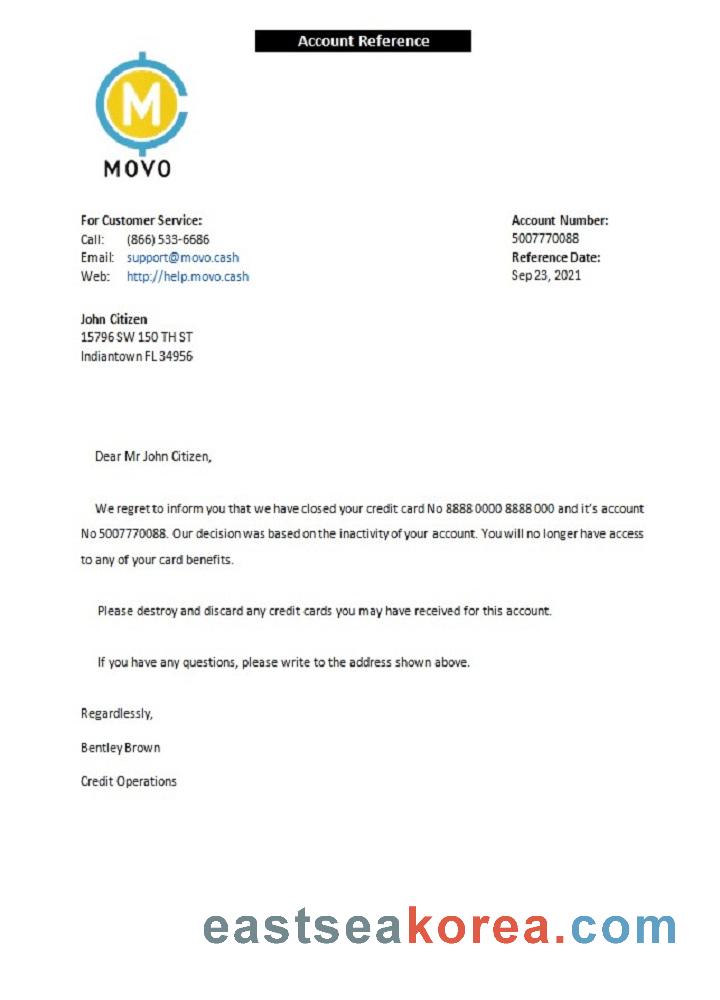 Account Reference
M
MOVO
For Customer Service:
Call: (866) 533-6686
Email: support@movo.cash
Web: http://help.movo.cash
Account Number:
5007770088
Reference Date:
Sep 23, 2021
John Citizen
15796 SW 150 TH ST
Indiantown FL 34956
Dear Mr John Citizen,
We regret to inform you that we have closed your credit card No 8888 0000 8888 000 and it's account
No 5007770088. Our decision was based on the inactivity of your account. You will no longer have access
to any of your card benefits.
Please destroy and discard any credit cards you may have received for this account.
If you have any questions, please write to the address shown above.
Regardlessly,
Bentley Brown
Credit Operations
eastseakorea.com